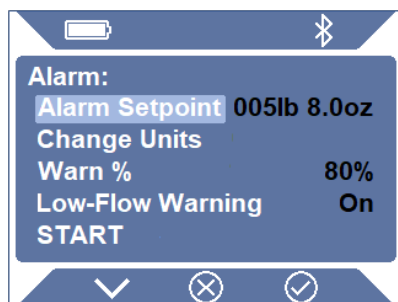 Alarm:
Alarm Setpoint 005lb 8.0oz
Change Units
Warn % 80%
Low-Flow Warning On
START